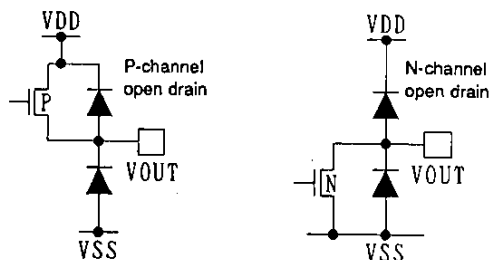 VDD
P-channel
open drain
P
VOUT
VSS
VDD
N-channel
open drain
N
VOUT
VSS